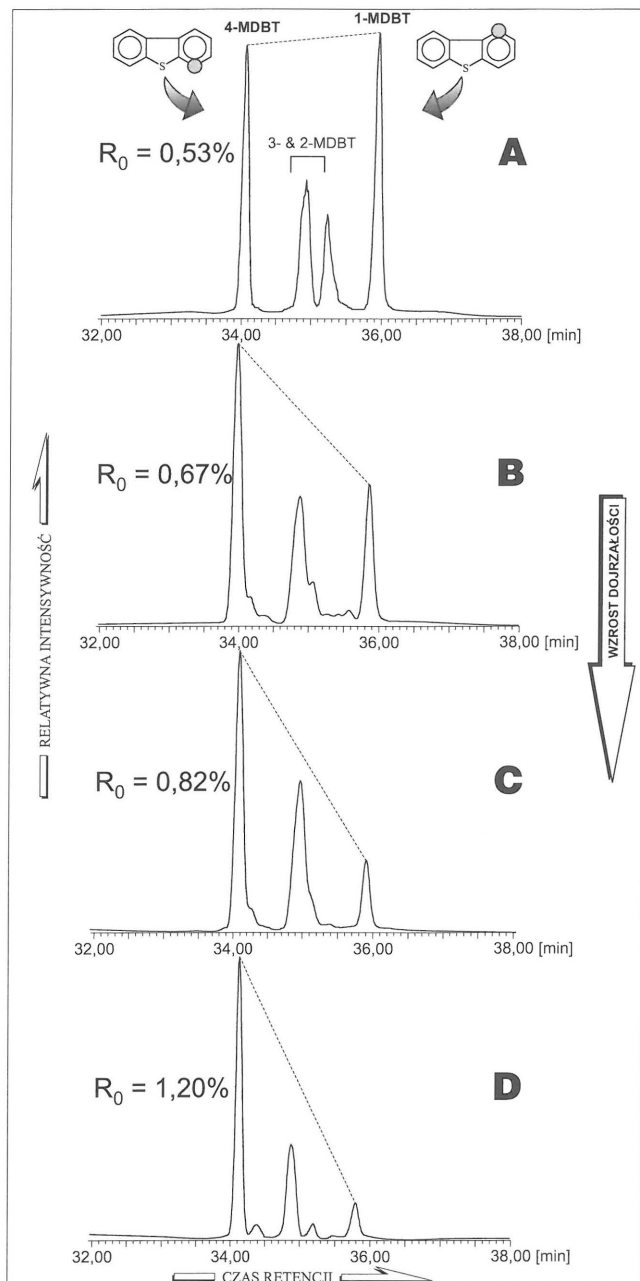 4-MDBT
1-MDBT
S
S
3- & 2-MDBT
R₀ = 0,53%
A
32,00 34,00 36,00 38,00 [min]
R₀ = 0,67%
B
32,00 34,00 36,00 38,00 [min]
RELATYWNA INTENSYWNOŚĆ
WZROST DOJRZAŁOŚCI
R₀ = 0,82%
C
32,00 34,00 36,00 38,00 [min]
R₀ = 1,20%
D
32,00 34,00 36,00 38,00 [min]
CZAS RETENCJI